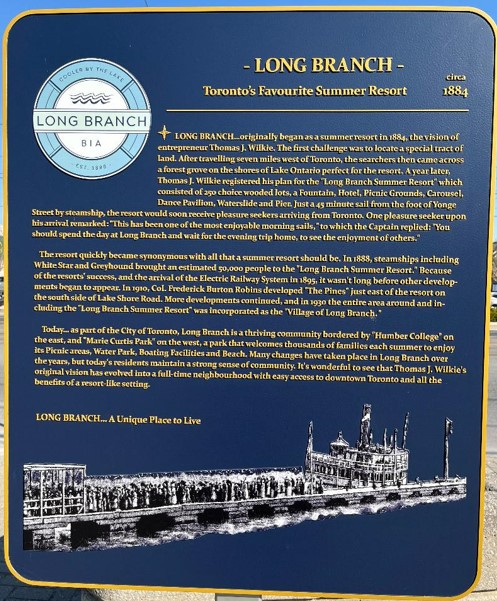 - LONG BRANCH -
Toronto's Favourite Summer Resort
circa
1884
COOLER BY THE LAKE
LONG BRANCH
BIA
EST.
LONG BRANCH...originally began as a summer resort in 1884, the vision of
entrepreneur Thomas J. Wilkie. The first challenge was to locate a special tract of
land. After travelling seven miles west of Toronto, the searchers then came across
a forest grove on the shores of Lake Ontario perfect for the resort. A year later,
Thomas J. Wilkie registered his plan for the "Long Branch Summer Resort" which
consisted of 250 choice wooded lots, a Fountain, Hotel, Picnic Grounds, Carousel,
Dance Pavilion, Waterslide and Pier. Just a 45 minute sail from the foot of Yonge
Street by steamship, the resort would soon receive pleasure seekers arriving from Toronto. One pleasure seeker upon
his arrival remarked: "This has been one of the most enjoyable morning sails," to which the Captain replied: "You
should spend the day at Long Branch and wait for the evening trip home, to see the enjoyment of others."
The resort quickly became synonymous with all that a summer resort should be. In 1888, steamships including
White Star and Greyhound brought an estimated 50,000 people to the "Long Branch Summer Resort." Because
of the resorts' success, and the arrival of the Electric Railway System in 1895, it wasn't long before other develop-
ments began to appear. In 1910, Col. Frederick Burton Robins developed "The Pines" just east of the resort on
the south side of Lake Shore Road. More developments continued, and in 1930 the entire area around and in-
cluding the "Long Branch Summer Resort" was incorporated as the "Village of Long Branch."
Today... as part of the City of Toronto, Long Branch is a thriving community bordered by "Humber College" on
the east, and "Marie Curtis Park" on the west, a park that welcomes thousands of families each summer to enjoy
its Picnic areas, Water Park, Boating Facilities and Beach. Many changes have taken place in Long Branch over
the years, but today's residents maintain a strong sense of community. It's wonderful to see that Thomas J. Wilkie's
original vision has evolved into a full-time neighbourhood with easy access to downtown Toronto and all the
benefits of a resort-like setting.
LONG BRANCH... A Unique Place to Live